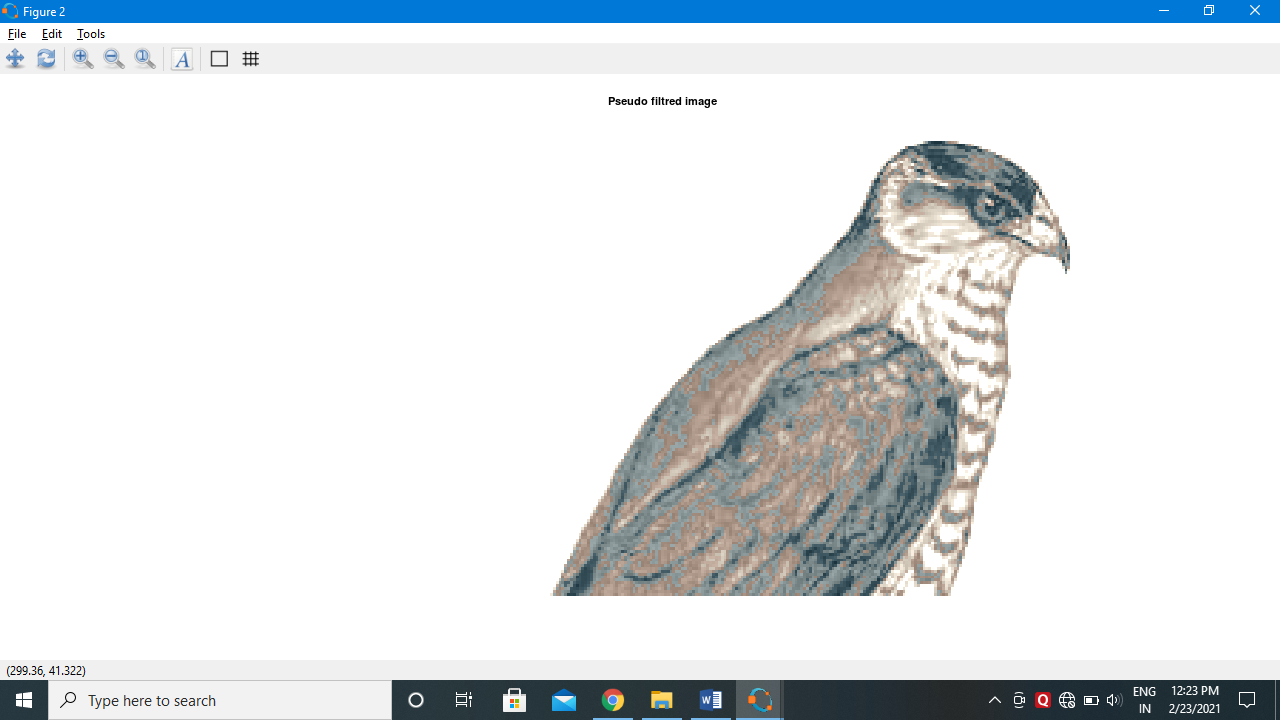 Figure 2
File Edit Tools
A
Pseudo filtred image
(299.36, 41.322)
Type here to search
W
Q
ENG
IN
12:23 PM
2/23/2021